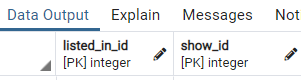 Data Output Explain Messages Not
listed_in_id show_id
[PK] integer [PK] integer